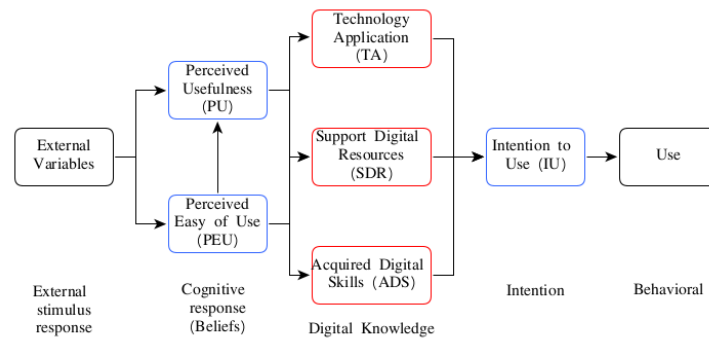 Technology
Application
(TA)
Perceived
Usefulness
(PU)
External
Variables
Support Digital
Resources
(SDR)
Intention to
Use (IU)
Use
Perceived
Easy of Use
(PEU)
Acquired Digital
Skills (ADS)
External
stimulus
response
Cognitive
response
(Beliefs)
Digital Knowledge
Intention
Behavioral